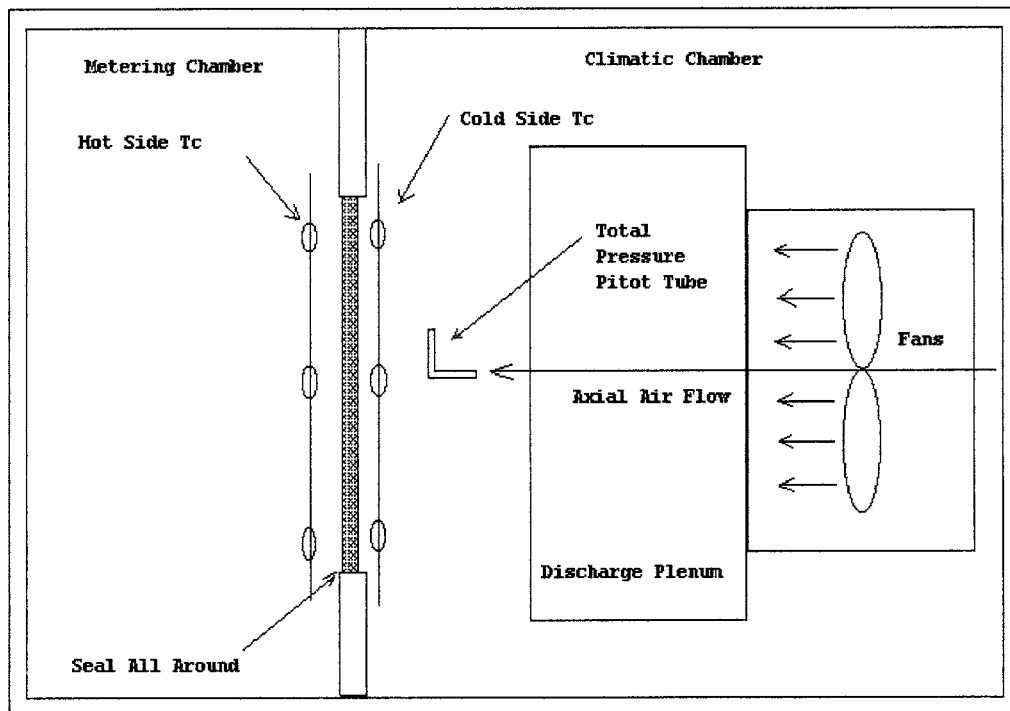 Metering Chamber
Climatic Chamber
Hot Side Tc
Cold Side Tc
Total
Pressure
Pitot Tube
Fans
Axial Air Flow
Discharge Plenum
Seal All Around